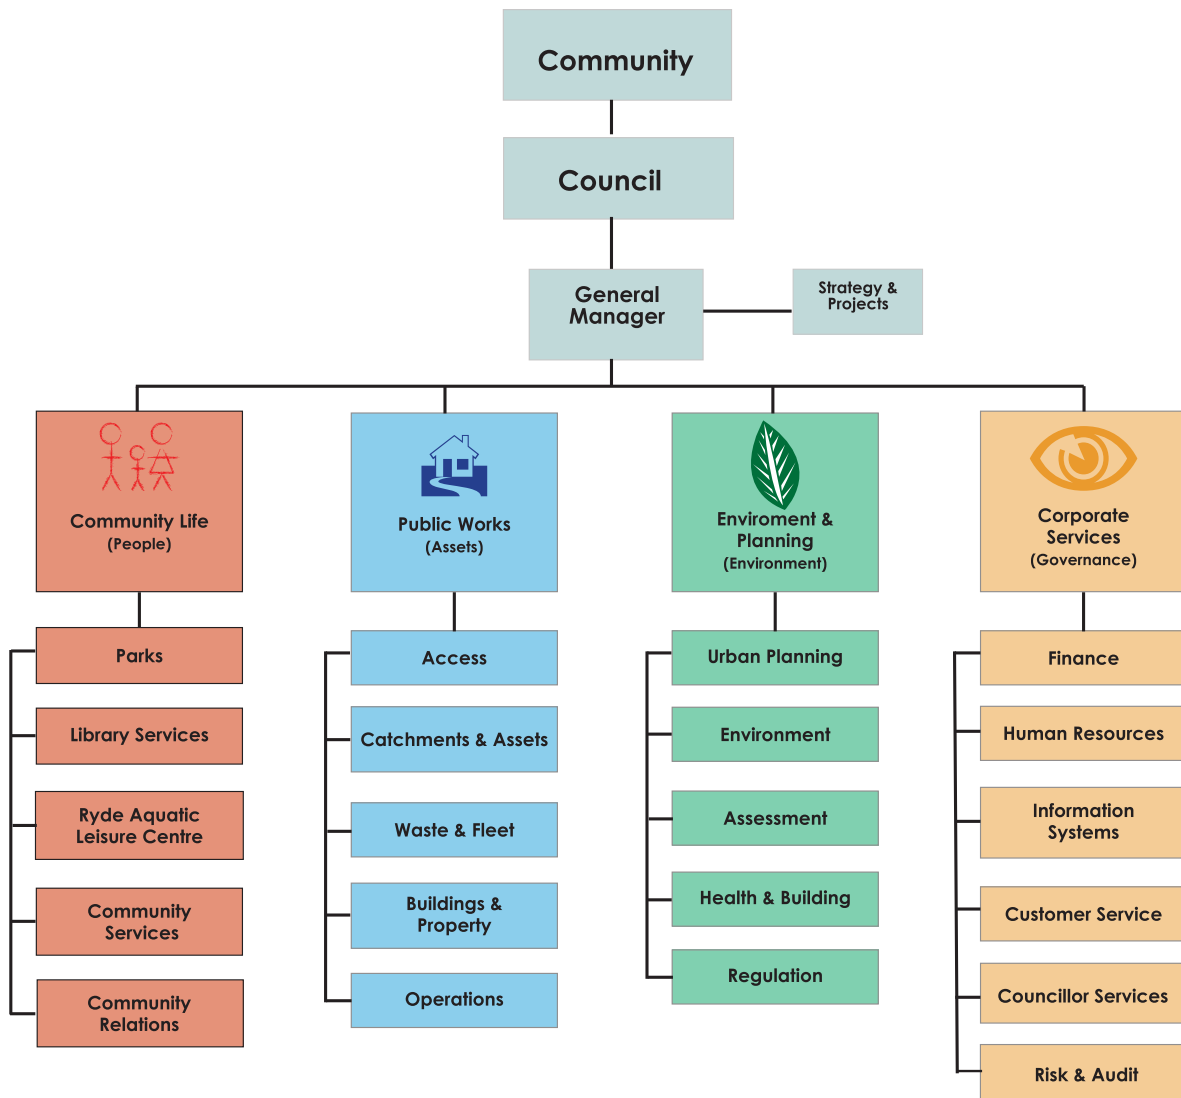 Community
Council
General
Manager
Strategy &
Projects
Community Life
(People)
Parks
Library Services
Ryde Aquatic
Leisure Centre
Community
Services
Community
Relations
Public Works
(Assets)
Access
Catchments & Assets
Waste & Fleet
Buildings &
Property
Operations
Enviroment &
Planning
(Environment)
Urban Planning
Environment
Assessment
Health & Building
Regulation
Corporate
Services
(Governance)
Finance
Human Resources
Information
Systems
Customer Service
Councillor Services
Risk & Audit